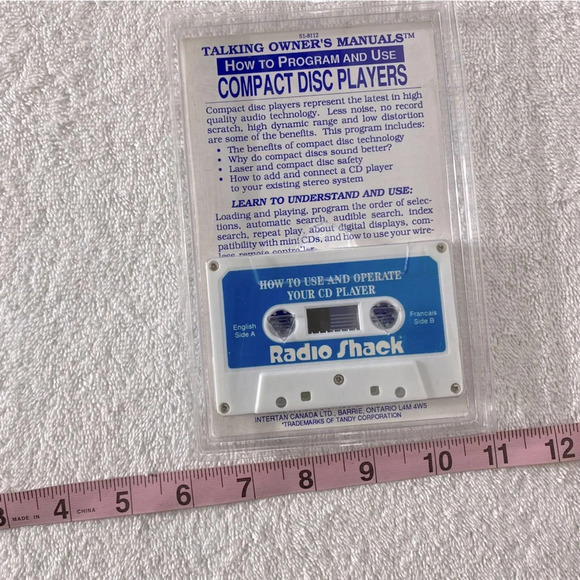 51-8112
TALKING OWNER'S MANUALS™
HOW TO PROGRAM AND USE
COMPACT DISC PLAYERS
Compact disc players represent the latest in high
quality audio technology. Less noise, no record
scratch, high dynamic range and low distortion
are some of the benefits. This program includes:
• The benefits of compact disc technology
• Why do compact discs sound better?
• Laser and compact disc safety
• How to add and connect a CD player
to your existing stereo system
LEARN TO UNDERSTAND AND USE:
Loading and playing, program the order of selec-
tions, automatic search, audible search, index
search, repeat play, about digital displays, com-
patibility with mini CDs, and how to use your wire-
less remote controller.
HOW TO USE AND OPERATE
YOUR CD PLAYER
English
Side A
Francais
Side B
Radio Shack
INTERTAN CANADA LTD., BARRIE, ONTARIO L4M 4W5
*TRADEMARKS OF TANDY CORPORATION
3 MADE IN 4 CHINA 5 6 7 8 9 10 11 12